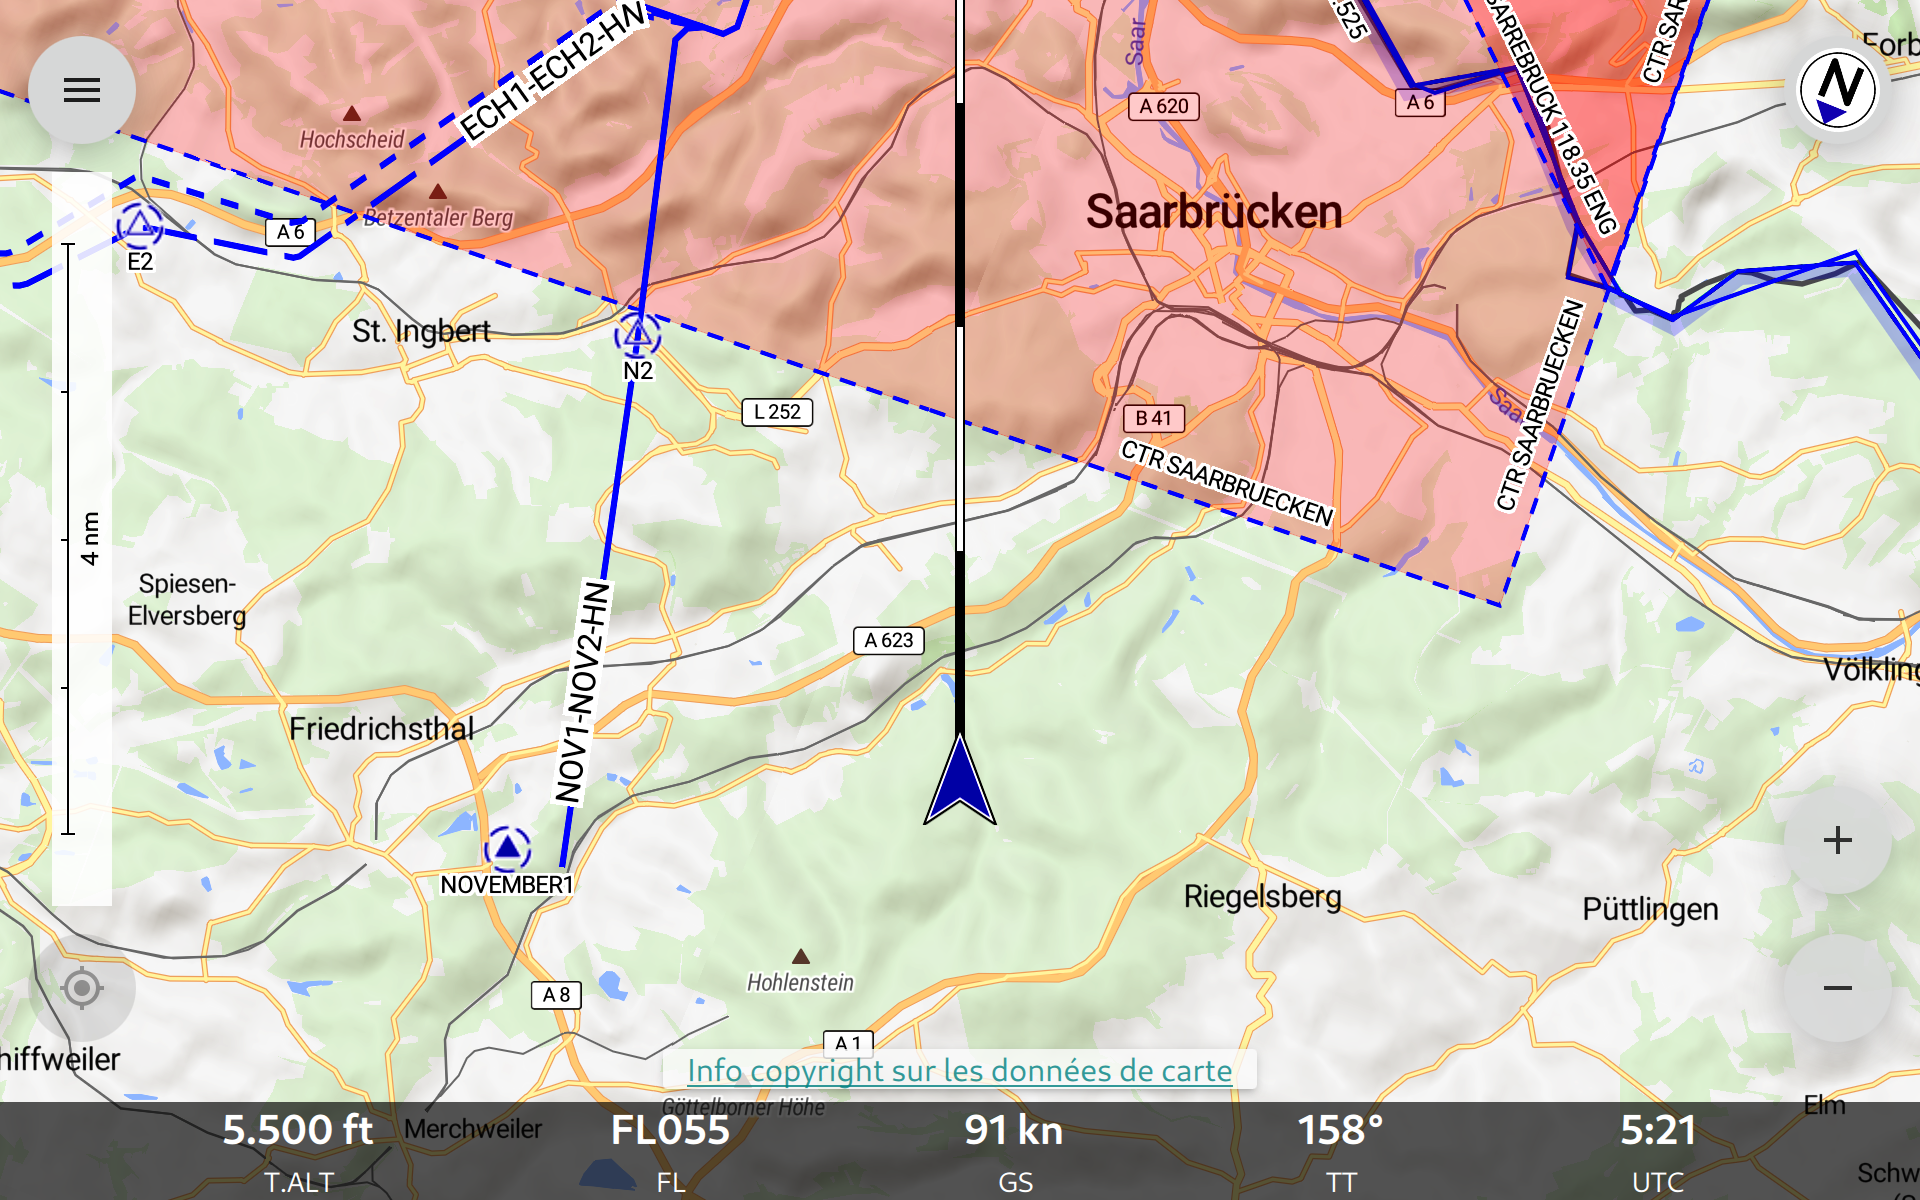 ECH1-ECH2-HN
.525
SARREBRUCK 118.35 ENG
CTR SAR
Forb
N
Saar
A 620
A 6
Hochscheid
Betzentaler Berg
Saarbrücken
A 6
E2
St. Ingbert
N2
L 252
B 41
Saa
CTR SAARBRUECKEN
CTR SAARBRUECKEN
4 nm
Spiesen-
Elversberg
A 623
NOV1-NOV2-HN
Völkling
Friedrichsthal
NOVEMBER1
Riegelsberg
Püttlingen
Hohlenstein
A 8
A 1
hiffweiler
Info copyright sur les données de carte
Göttelborner Höhe
Elm
Merchweiler
Schw
5.500 ft
FL055
91 kn
158°
5:21
T.ALT
FL
GS
TT
UTC